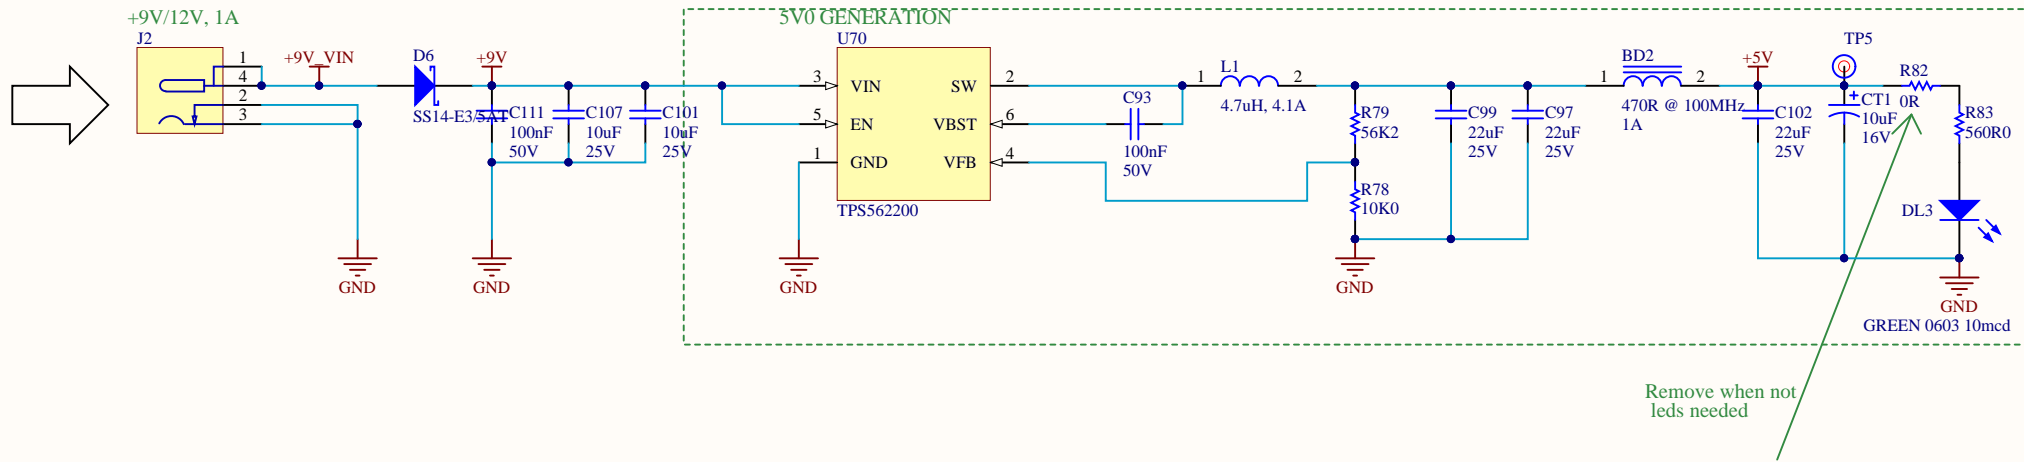 +9V/12V, 1A
J2
1
4
2
3
+9V_VIN
GND
D6
SS14-E3/5AT
+9V
C111
100nF
50V
C107
10uF
25V
C101
10uF
25V
GND
5V0 GENERATION
U70
3 VIN SW 2
5 EN VBST 6
1 GND VFB 4
TPS562200
GND
C93
100nF
50V
L1
1 2
4.7uH, 4.1A
R79
56K2
R78
10K0
GND
C99
22uF
25V
C97
22uF
25V
BD2
1 2
470R @ 100MHz
1A
+5V
C102
22uF
25V
TP5
+
CT1
10uF
16V
R82
0R
R83
560R0
DL3
GND
GREEN 0603 10mcd
Remove when not
leds needed